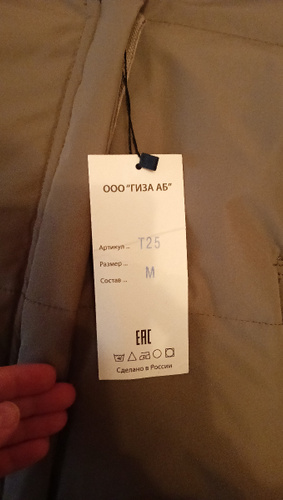 ООО "ГИЗА АБ"
Артикул .. Т25
Размер ...
Состав ... М
EAC
Сделано в России